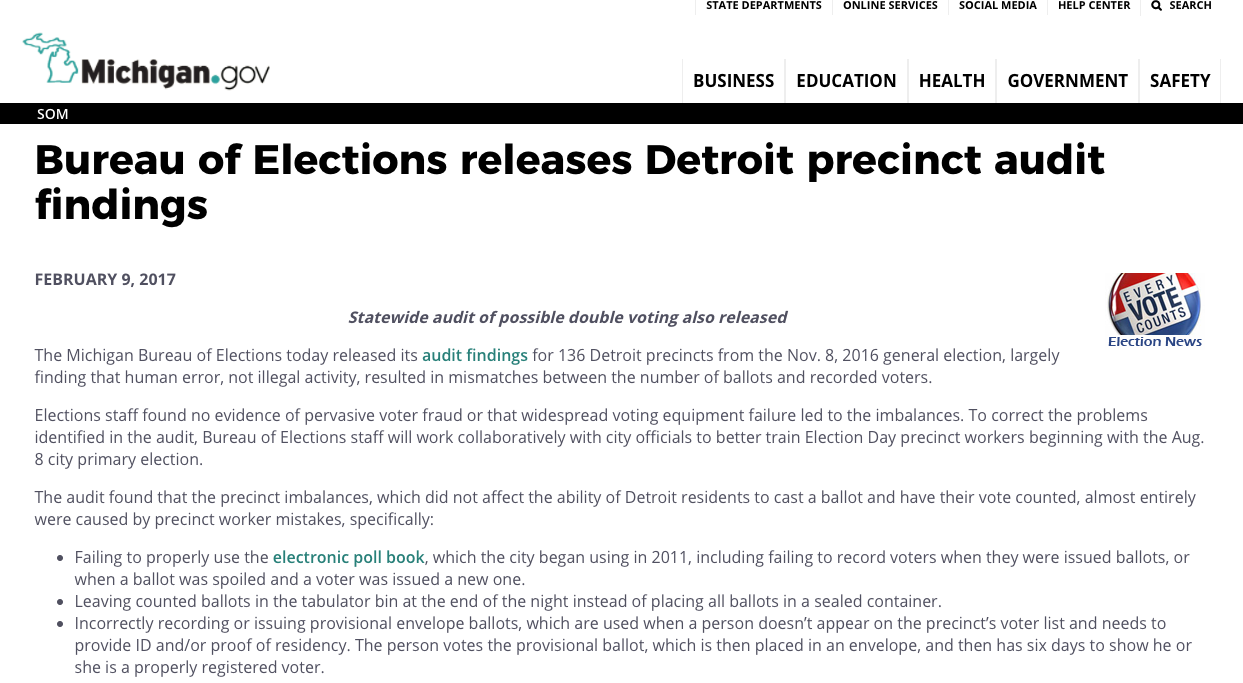 STATE DEPARTMENTS ONLINE SERVICES SOCIAL MEDIA HELP CENTER SEARCH
Michigan.gov
BUSINESS EDUCATION HEALTH GOVERNMENT SAFETY
SOM
Bureau of Elections releases Detroit precinct audit
findings
FEBRUARY 9, 2017
EVERY
VOTE
COUNTS
Election News
Statewide audit of possible double voting also released
The Michigan Bureau of Elections today released its audit findings for 136 Detroit precincts from the Nov. 8, 2016 general election, largely
finding that human error, not illegal activity, resulted in mismatches between the number of ballots and recorded voters.
Elections staff found no evidence of pervasive voter fraud or that widespread voting equipment failure led to the imbalances. To correct the problems
identified in the audit, Bureau of Elections staff will work collaboratively with city officials to better train Election Day precinct workers beginning with the Aug.
8 city primary election.
The audit found that the precinct imbalances, which did not affect the ability of Detroit residents to cast a ballot and have their vote counted, almost entirely
were caused by precinct worker mistakes, specifically:
• Failing to properly use the electronic poll book, which the city began using in 2011, including failing to record voters when they were issued ballots, or
when a ballot was spoiled and a voter was issued a new one.
• Leaving counted ballots in the tabulator bin at the end of the night instead of placing all ballots in a sealed container.
• Incorrectly recording or issuing provisional envelope ballots, which are used when a person doesn’t appear on the precinct’s voter list and needs to
provide ID and/or proof of residency. The person votes the provisional ballot, which is then placed in an envelope, and then has six days to show he or
she is a properly registered voter.